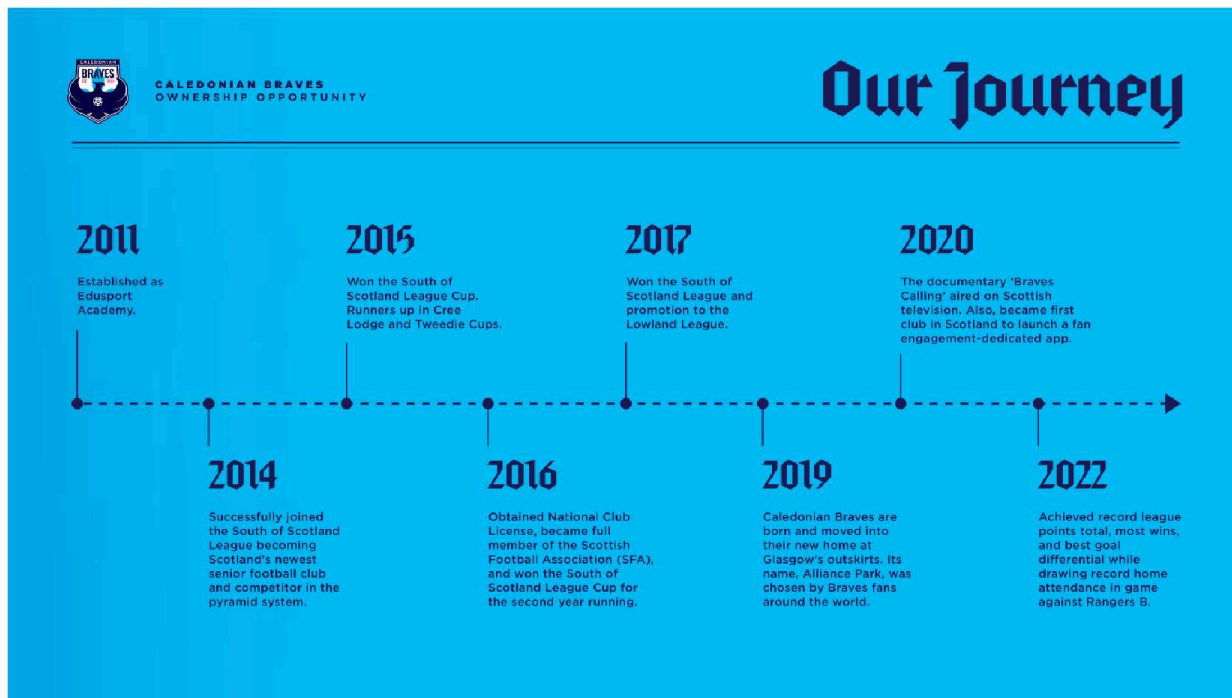 CALEDONIAN
BRAVES
CALEDONIAN BRAVES
OWNERSHIP OPPORTUNITY
Our Journey
2011
Established as
Edusport
Academy.
2015
Won the South of
Scotland League Cup.
Runners up in Cree
Lodge and Tweedie Cups.
2017
Won the South of
Scotland League and
promotion to the
Lowland League.
2020
The documentary ‘Braves
Calling’ aired on Scottish
television. Also, became first
club in Scotland to launch a fan
engagement-dedicated app.
2014
Successfully joined
the South of Scotland
League becoming
Scotland's newest
senior football club
and competitor in the
pyramid system.
2016
Obtained National Club
License, became full
member of the Scottish
Football Association (SFA),
and won the South of
Scotland League Cup for
the second year running.
2019
Caledonian Braves are
born and moved into
their new home at
Glasgow's outskirts. Its
name, Alliance Park, was
chosen by Braves fans
around the world.
2022
Achieved record league
points total, most wins,
and best goal
differential while
drawing record home
attendance in game
against Rangers B.